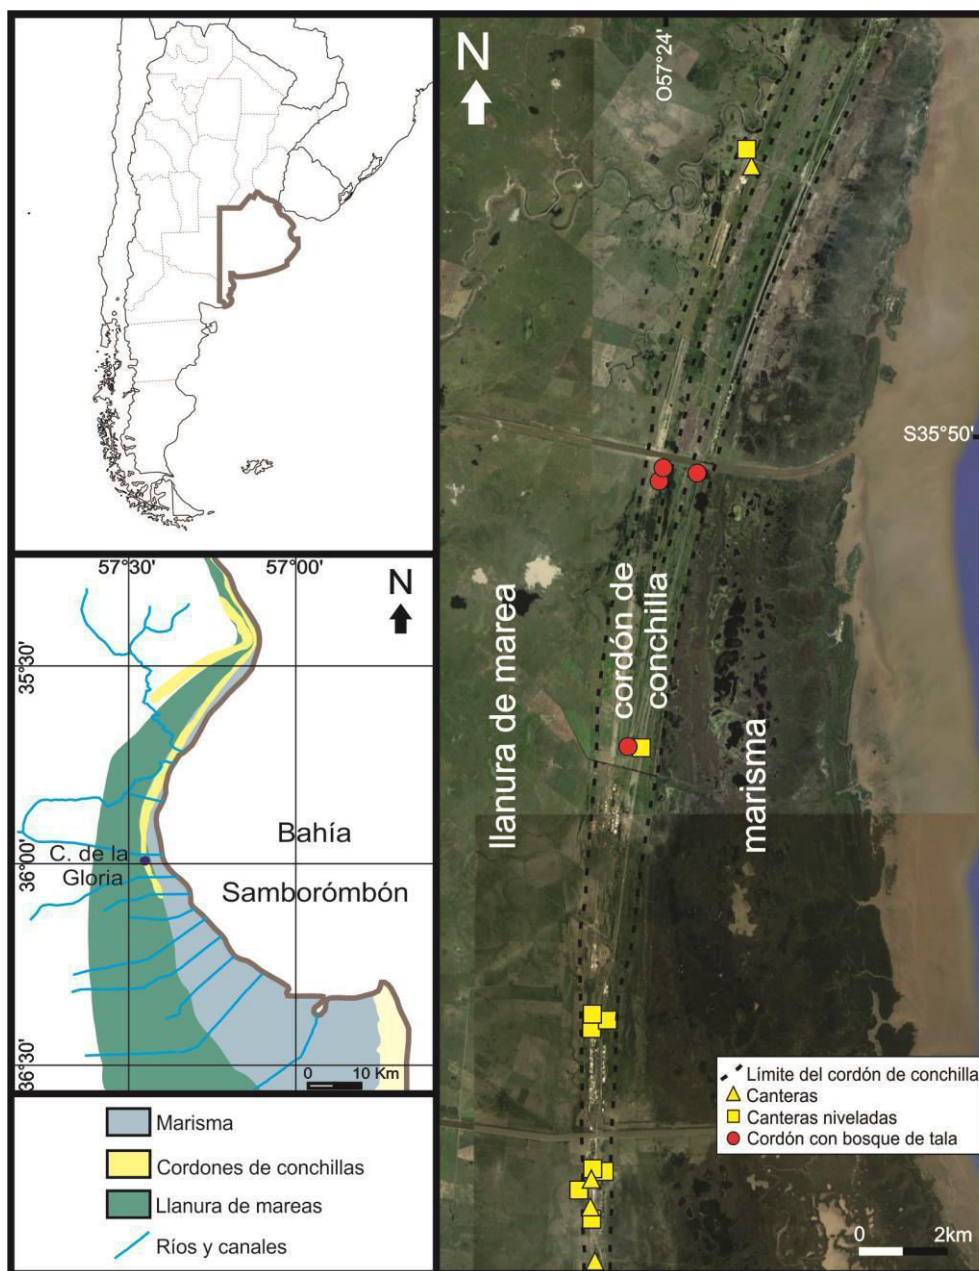 57°30'
57°00'
N
35°30'
36°00'
36°30'
Bahía
Samborómbón
C. de la
Gloria
0 10 Km
Marisma
Cordones de conchillas
Llanura de mareas
Ríos y canales
N
O57°24'
S35°50'
llanura de marea
cordón de
conchilla
marisma
Límite del cordón de conchilla
Canteras
Canteras niveladas
Cordón con bosque de tala
0 2km